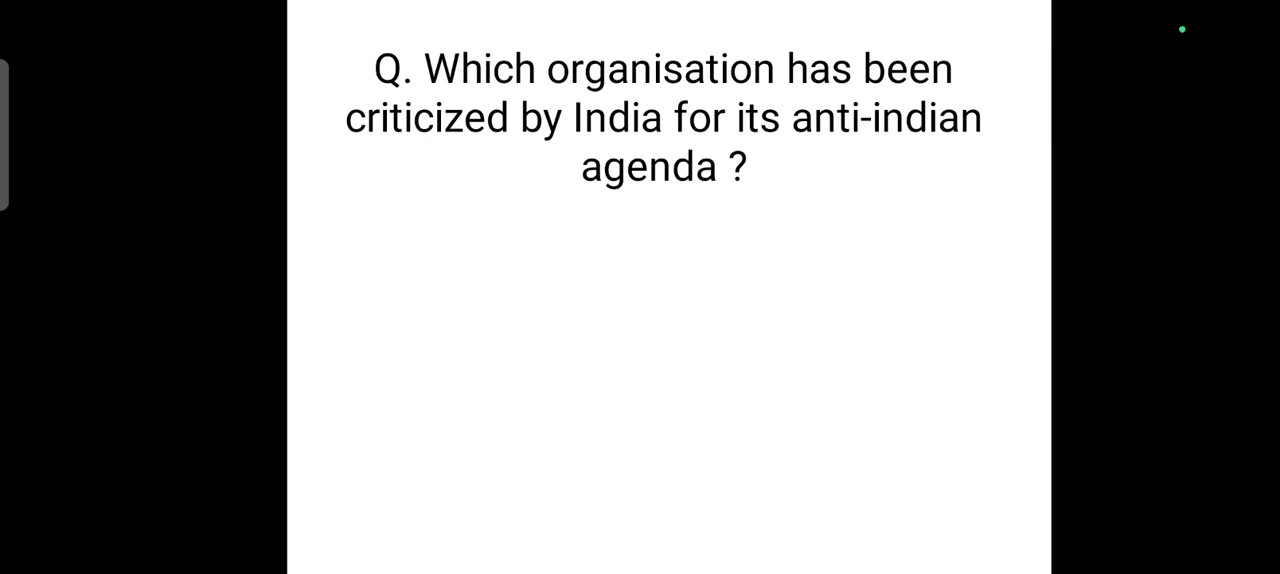 Q. Which organisation has been
criticized by India for its anti-indian
agenda ?